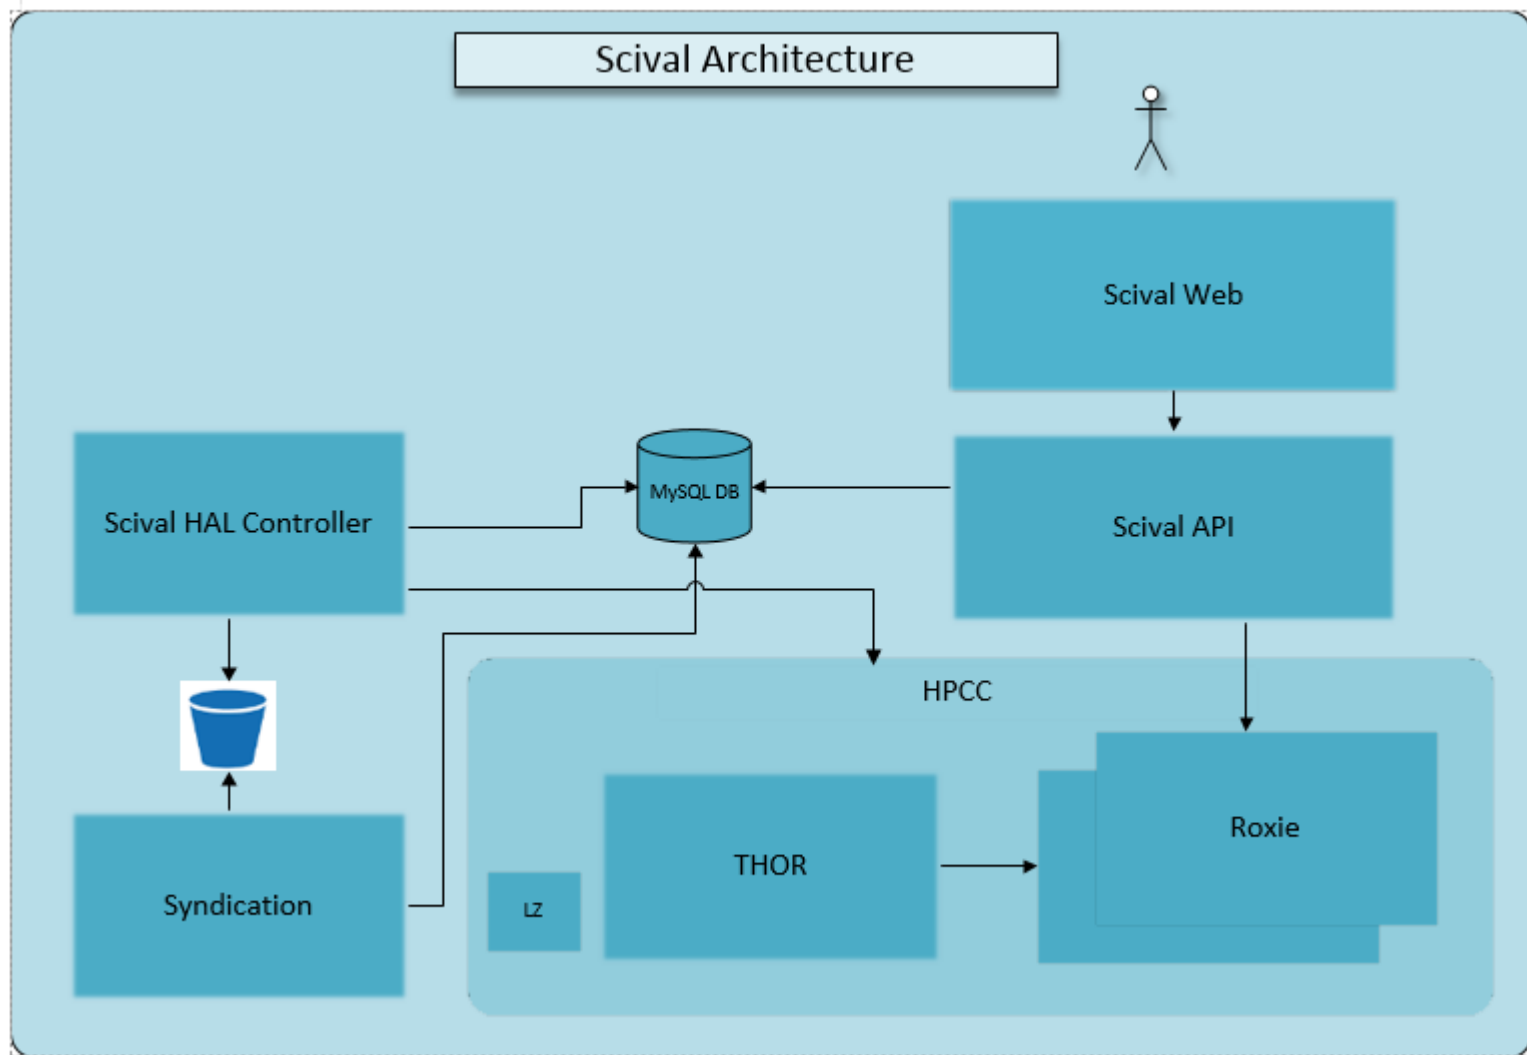 Scival Architecture
Scival Web
Scival HAL Controller
MySQL DB
Scival API
HPCC
Roxie
THOR
LZ
Syndication